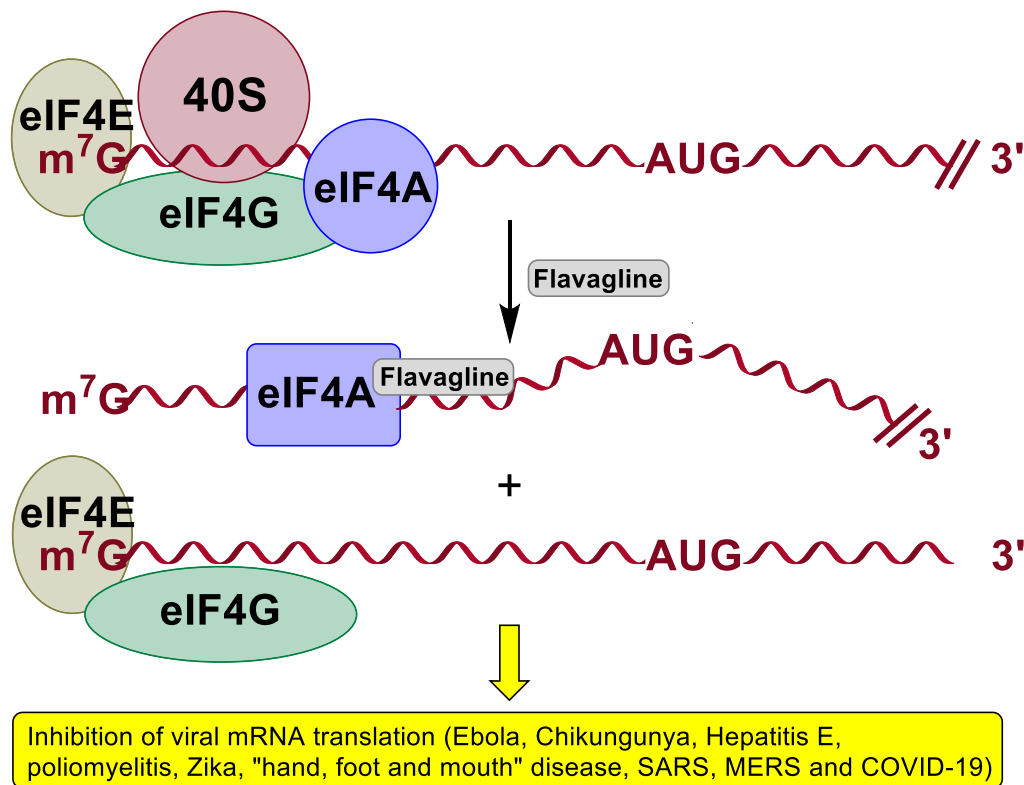 40S
eIF4E
m⁷G AUG 3'
eIF4G eIF4A
Flavagline
AUG
m⁷G eIF4A Flavagline
3'
+
eIF4E
m⁷G AUG 3'
eIF4G
Inhibition of viral mRNA translation (Ebola, Chikungunya, Hepatitis E,
poliomyelitis, Zika, "hand, foot and mouth" disease, SARS, MERS and COVID-19)